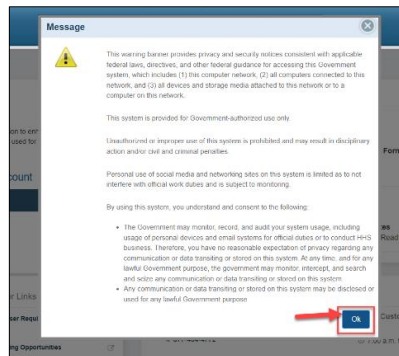 Message
This warning banner provides privacy and security notices consistent with applicable
federal laws, directives, and other federal guidance for accessing this Government
system, which includes (1) this computer network, (2) all computers connected to this
network, and (3) all devices and storage media attached to this network or to a
computer on this network.
This system is provided for Government-authorized use only.
Unauthorized or improper use of this system is prohibited and may result in disciplinary
action and/or civil and criminal penalties.
Personal use of social media and networking sites on this system is limited as to not
interfere with official work duties and is subject to monitoring.
By using this system, you understand and consent to the following:
• The Government may monitor, record, and audit your system usage, including
usage of personal devices and email systems for official duties or to conduct HHS
business. Therefore, you have no reasonable expectation of privacy regarding any
communication or data transiting or stored on this system. At any time, and for any
lawful Government purpose, the government may monitor, intercept, and search
and seize any communication or data transiting or stored on this system.
• Any communication or data transiting or stored on this system may be disclosed or
used for any lawful Government purpose.
Ok
used for
Form
count
Read
r Links
ser Requi
Custo
ng Opportunities